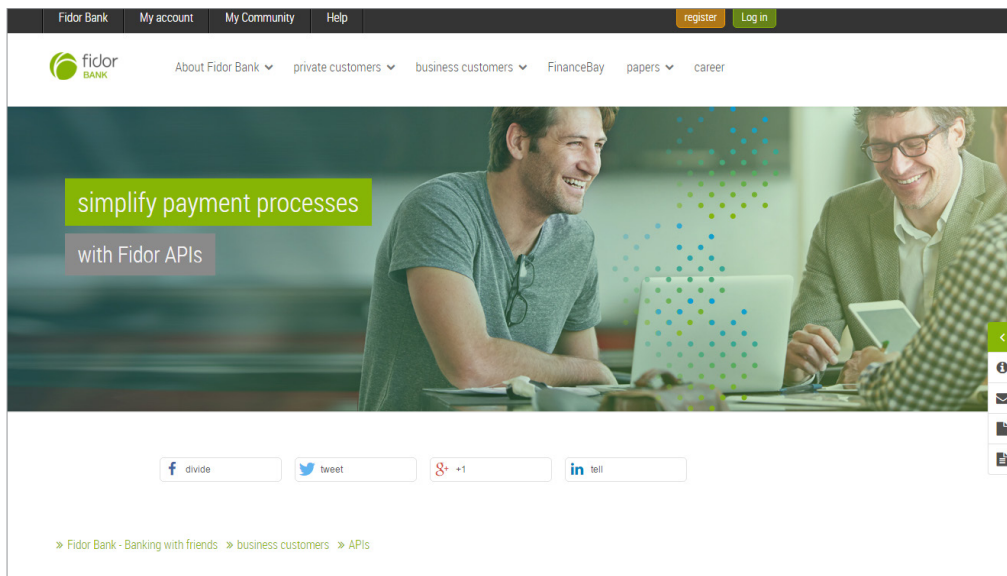 Fidor Bank My account My Community Help register Log in
fidor
BANK
About Fidor Bank private customers business customers FinanceBay papers career
simplify payment processes
with Fidor APIs
divide tweet g+ +1 in tell
» Fidor Bank - Banking with friends » business customers » APIs